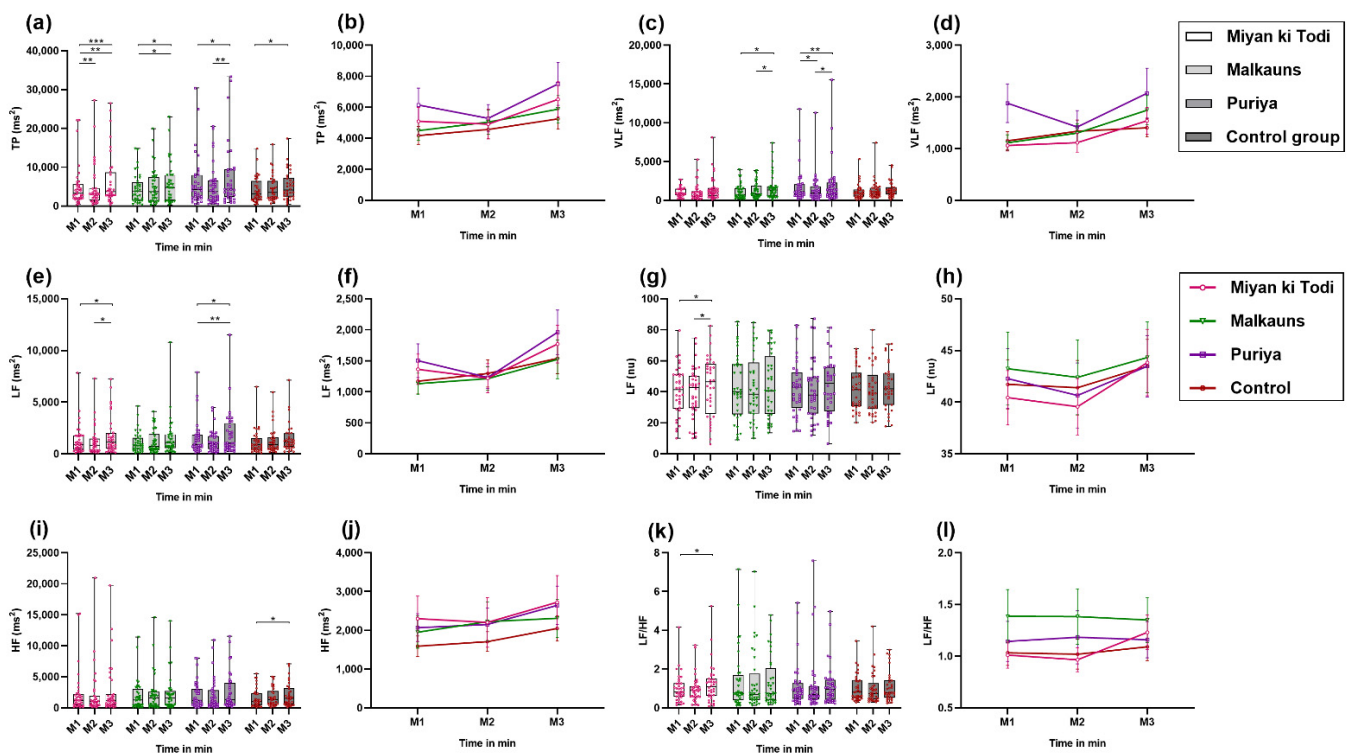 (a)
***
**
**
*
*
*
**
*
TP (ms²)
40,000
30,000
20,000
10,000
0
M1 M2 M3 M1 M2 M3 M1 M2 M3 M1 M2 M3
Time in min
(b)
TP (ms²)
10,000
8,000
6,000
4,000
2,000
0
M1 M2 M3
Time in min
(c)
*
*
**
*
*
VLF (ms²)
20,000
15,000
10,000
5,000
0
M1 M2 M3 M1 M2 M3 M1 M2 M3 M1 M2 M3
Time in min
(d)
VLF (ms²)
3,000
2,000
1,000
0
M1 M2 M3
Time in min
Miyan ki Todi
Malkauns
Puriya
Control group
(e)
*
*
*
**
LF (ms²)
15,000
10,000
5,000
0
M1 M2 M3 M1 M2 M3 M1 M2 M3 M1 M2 M3
Time in min
(f)
LF (ms²)
2,500
2,000
1,500
1,000
500
0
M1 M2 M3
Time in min
(g)
*
*
LF (nu)
100
80
60
40
20
0
M1 M2 M3 M1 M2 M3 M1 M2 M3 M1 M2 M3
Time in min
(h)
LF (nu)
50
45
40
35
M1 M2 M3
Time in min
Miyan ki Todi
Malkauns
Puriya
Control
(i)
*
HF (ms²)
25,000
20,000
15,000
10,000
5,000
0
M1 M2 M3 M1 M2 M3 M1 M2 M3 M1 M2 M3
Time in min
(j)
HF (ms²)
4,000
3,000
2,000
1,000
0
M1 M2 M3
Time in min
(k)
*
LF/HF
8
6
4
2
0
M1 M2 M3 M1 M2 M3 M1 M2 M3 M1 M2 M3
Time in min
(l)
LF/HF
2.0
1.5
1.0
0.5
M1 M2 M3
Time in min